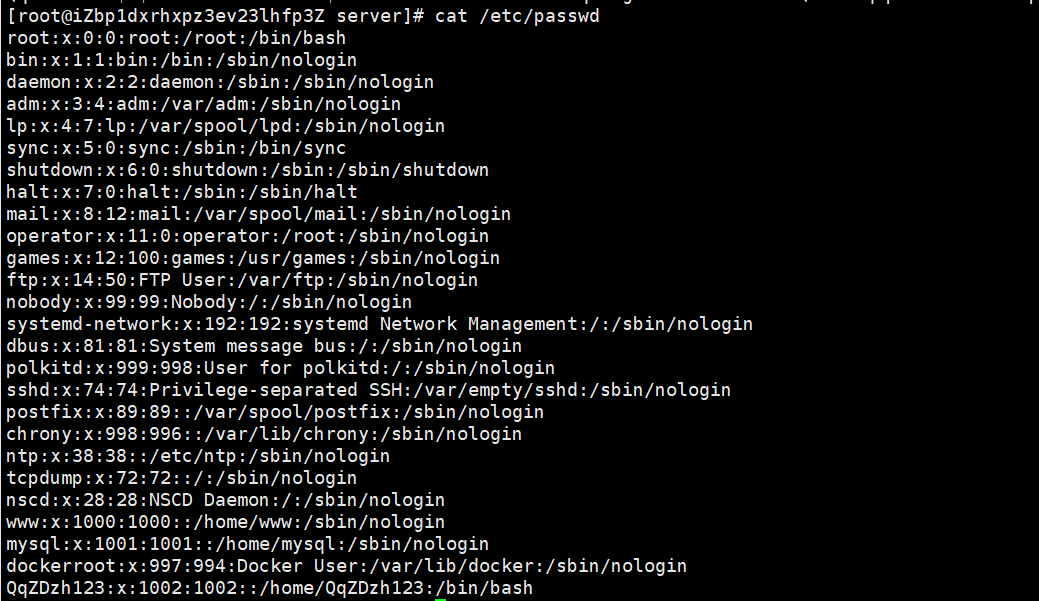 [root@iZbp1dxrhxpz3ev23lhfp3Z server]# cat /etc/passwd
root:x:0:0:root:/root:/bin/bash
bin:x:1:1:bin:/bin:/sbin/nologin
daemon:x:2:2:daemon:/sbin:/sbin/nologin
adm:x:3:4:adm:/var/adm:/sbin/nologin
lp:x:4:7:lp:/var/spool/lpd:/sbin/nologin
sync:x:5:0:sync:/sbin:/bin/sync
shutdown:x:6:0:shutdown:/sbin:/sbin/shutdown
halt:x:7:0:halt:/sbin:/sbin/halt
mail:x:8:12:mail:/var/spool/mail:/sbin/nologin
operator:x:11:0:operator:/root:/sbin/nologin
games:x:12:100:games:/usr/games:/sbin/nologin
ftp:x:14:50:FTP User:/var/ftp:/sbin/nologin
nobody:x:99:99:Nobody:/:/sbin/nologin
systemd-network:x:192:192:systemd Network Management:/:/sbin/nologin
dbus:x:81:81:System message bus:/:/sbin/nologin
polkitd:x:999:998:User for polkitd:/:/sbin/nologin
sshd:x:74:74:Privilege-separated SSH:/var/empty/sshd:/sbin/nologin
postfix:x:89:89::/var/spool/postfix:/sbin/nologin
chrony:x:998:996::/var/lib/chrony:/sbin/nologin
ntp:x:38:38::/etc/ntp:/sbin/nologin
tcpdump:x:72:72::/:/sbin/nologin
nscd:x:28:28:NSCD Daemon:/:/sbin/nologin
www:x:1000:1000::/home/www:/sbin/nologin
mysql:x:1001:1001::/home/mysql:/sbin/nologin
dockerroot:x:997:994:Docker User:/var/lib/docker:/sbin/nologin
QqZDzh123:x:1002:1002::/home/QqZDzh123:/bin/bash